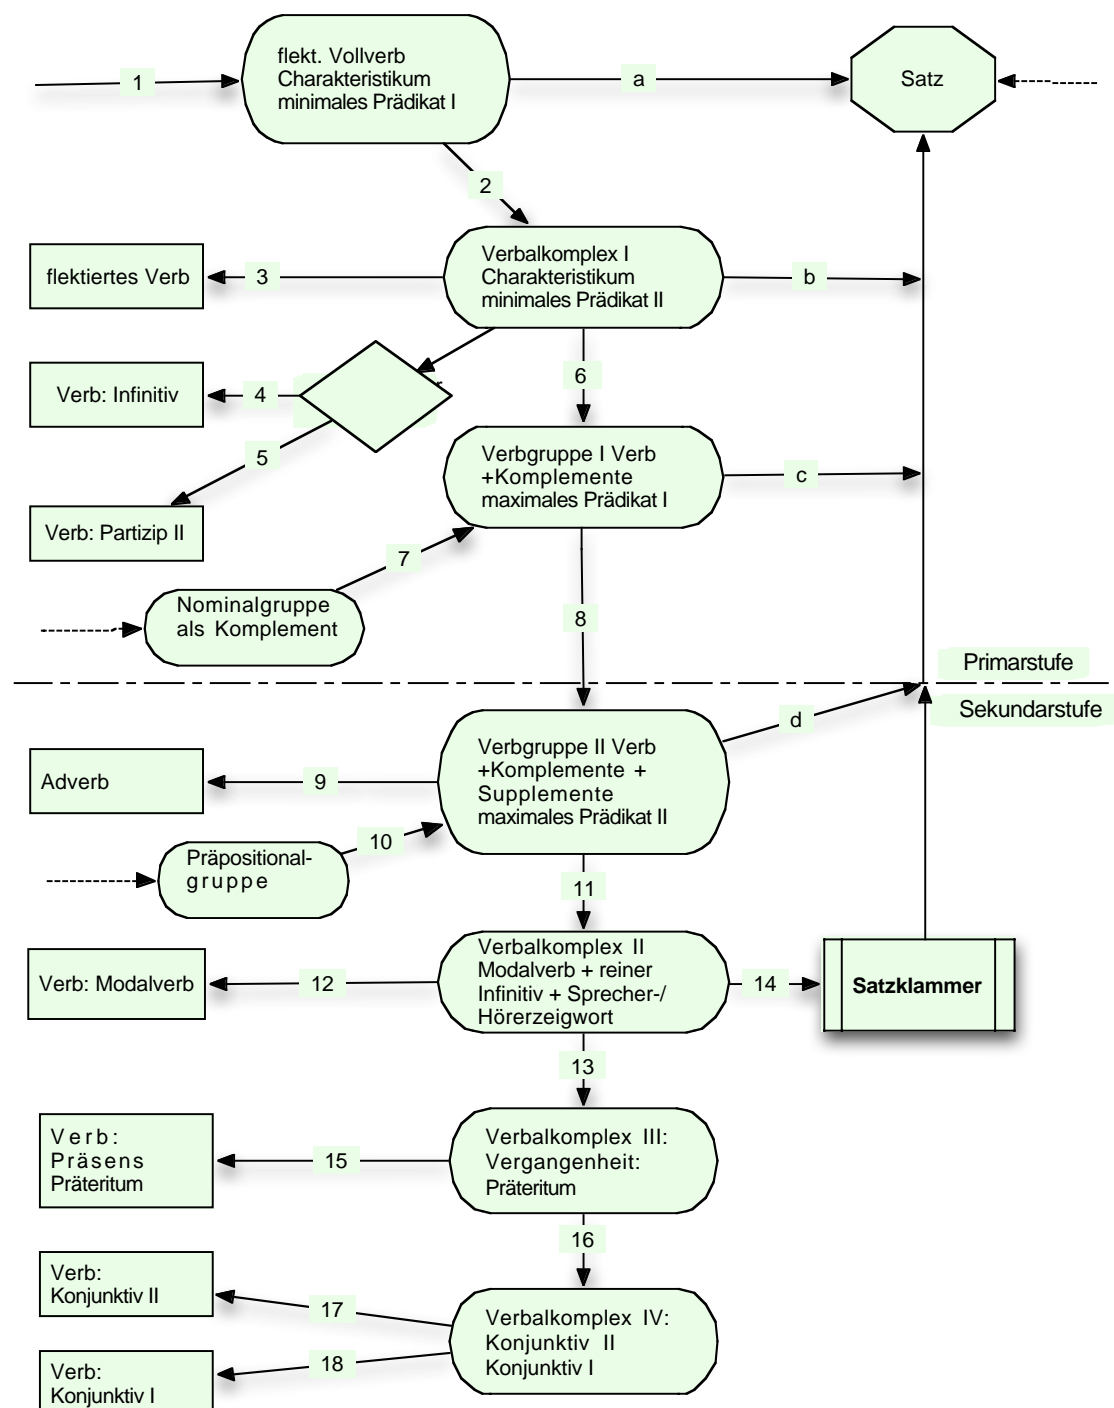 1
flekt. Vollverb
Charakteristikum
minimales Prädikat I
a
Satz
2
flektiertes Verb
3
Verbalkomplex I
Charakteristikum
minimales Prädikat II
b
Verb: Infinitiv
4
6
5
Verb: Partizip II
Verbgruppe I Verb
+Komplemente
maximales Prädikat I
c
7
Nominalgruppe
als Komplement
8
Primarstufe
Sekundarstufe
d
Adverb
9
Verbgruppe II Verb
+Komplemente +
Supplemente
maximales Prädikat II
10
Präpositional-
gruppe
11
Verb: Modalverb
12
Verbalkomplex II
Modalverb + reiner
Infinitiv + Sprecher-/
Hörerzeigwort
14
Satzklammer
13
Verb:
Präsens
Präteritum
15
Verbalkomplex III:
Vergangenheit:
Präteritum
16
Verb:
Konjunktiv II
17
Verbalkomplex IV:
Konjunktiv II
Konjunktiv I
18
Verb:
Konjunktiv I